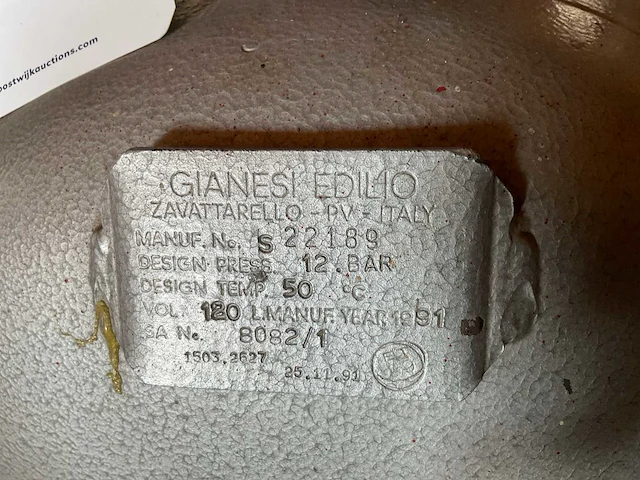 oostwijkauctions.com
GIANESI EDILIO
ZAVATTARELLO - PV - ITALY
MANUF. No. S 22189
DESIGN PRESS. 12. BAR
DESIGN TEMP. 50 °C
VOL. 120 L. MANUF. YEAR 1991
SA No. 8082/1
1503.2627
25.11.91